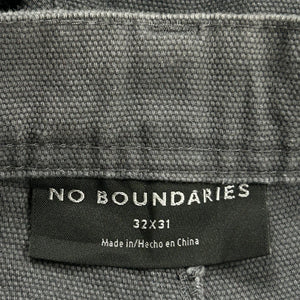 NO BOUNDARIES
32X31
Made in/Hecho en China